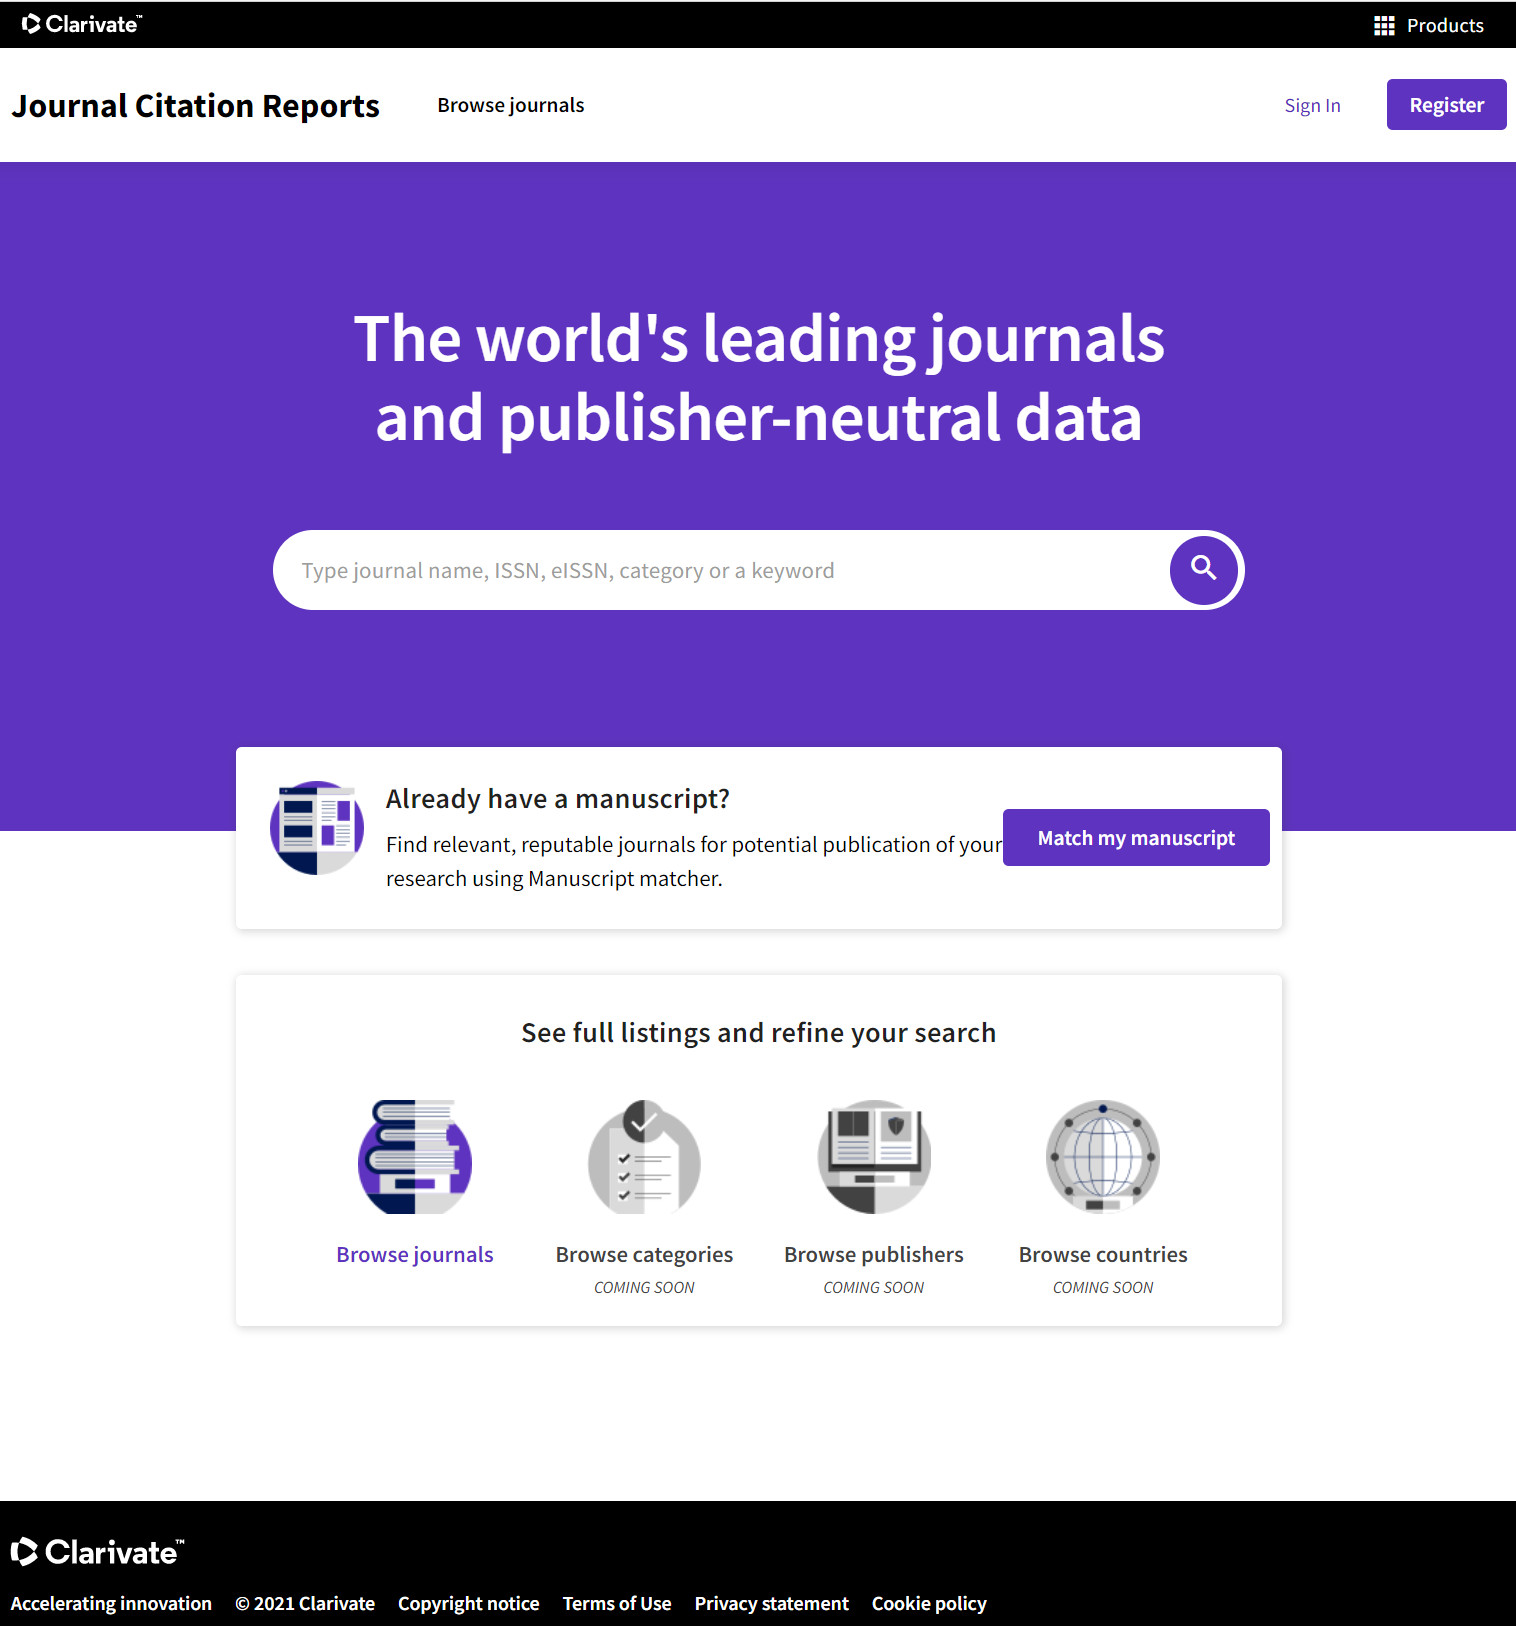 Clarivate™
Products
Journal Citation Reports
Browse journals
Sign In
Register
The world's leading journals
and publisher-neutral data
Type journal name, ISSN, eISSN, category or a keyword
Already have a manuscript?
Find relevant, reputable journals for potential publication of your
research using Manuscript matcher.
Match my manuscript
See full listings and refine your search
Browse journals
Browse categories
COMING SOON
Browse publishers
COMING SOON
Browse countries
COMING SOON
Clarivate™
Accelerating innovation © 2021 Clarivate Copyright notice Terms of Use Privacy statement Cookie policy